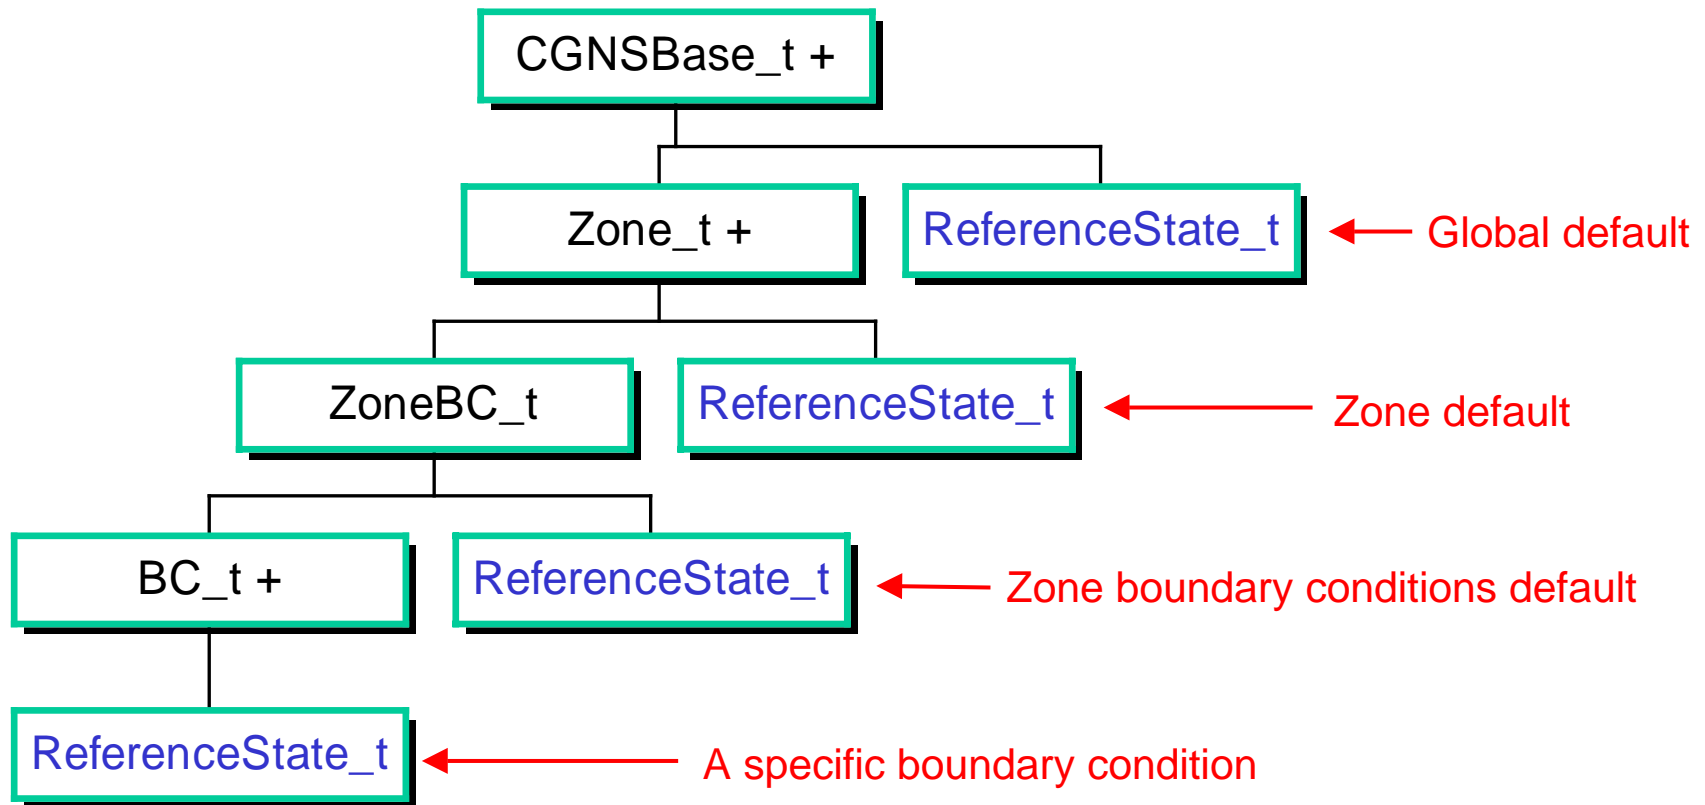 CGNSBase_t +
Zone_t +
ReferenceState_t
Global default
ZoneBC_t
ReferenceState_t
Zone default
BC_t +
ReferenceState_t
Zone boundary conditions default
ReferenceState_t
A specific boundary condition